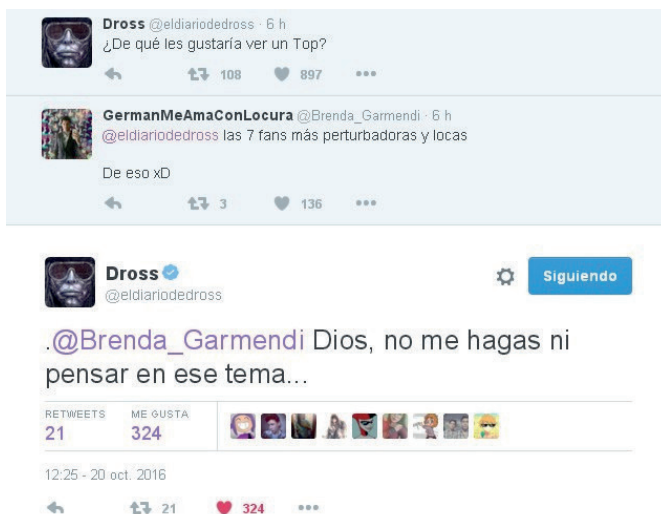 Dross @eldiariodedross · 6 h
¿De qué les gustaría ver un Top?
108 897
GermanMeAmaConLocura @Brenda_Garmendi · 6 h
@eldiariodedross las 7 fans más perturbadoras y locas
De eso xD
3 136
Dross
Siguiendo
@eldiariodedross
.@Brenda_Garmendi Dios, no me hagas ni
pensar en ese tema...
RETWEETS ME GUSTA
21 324
12:25 - 20 oct. 2016
21 324